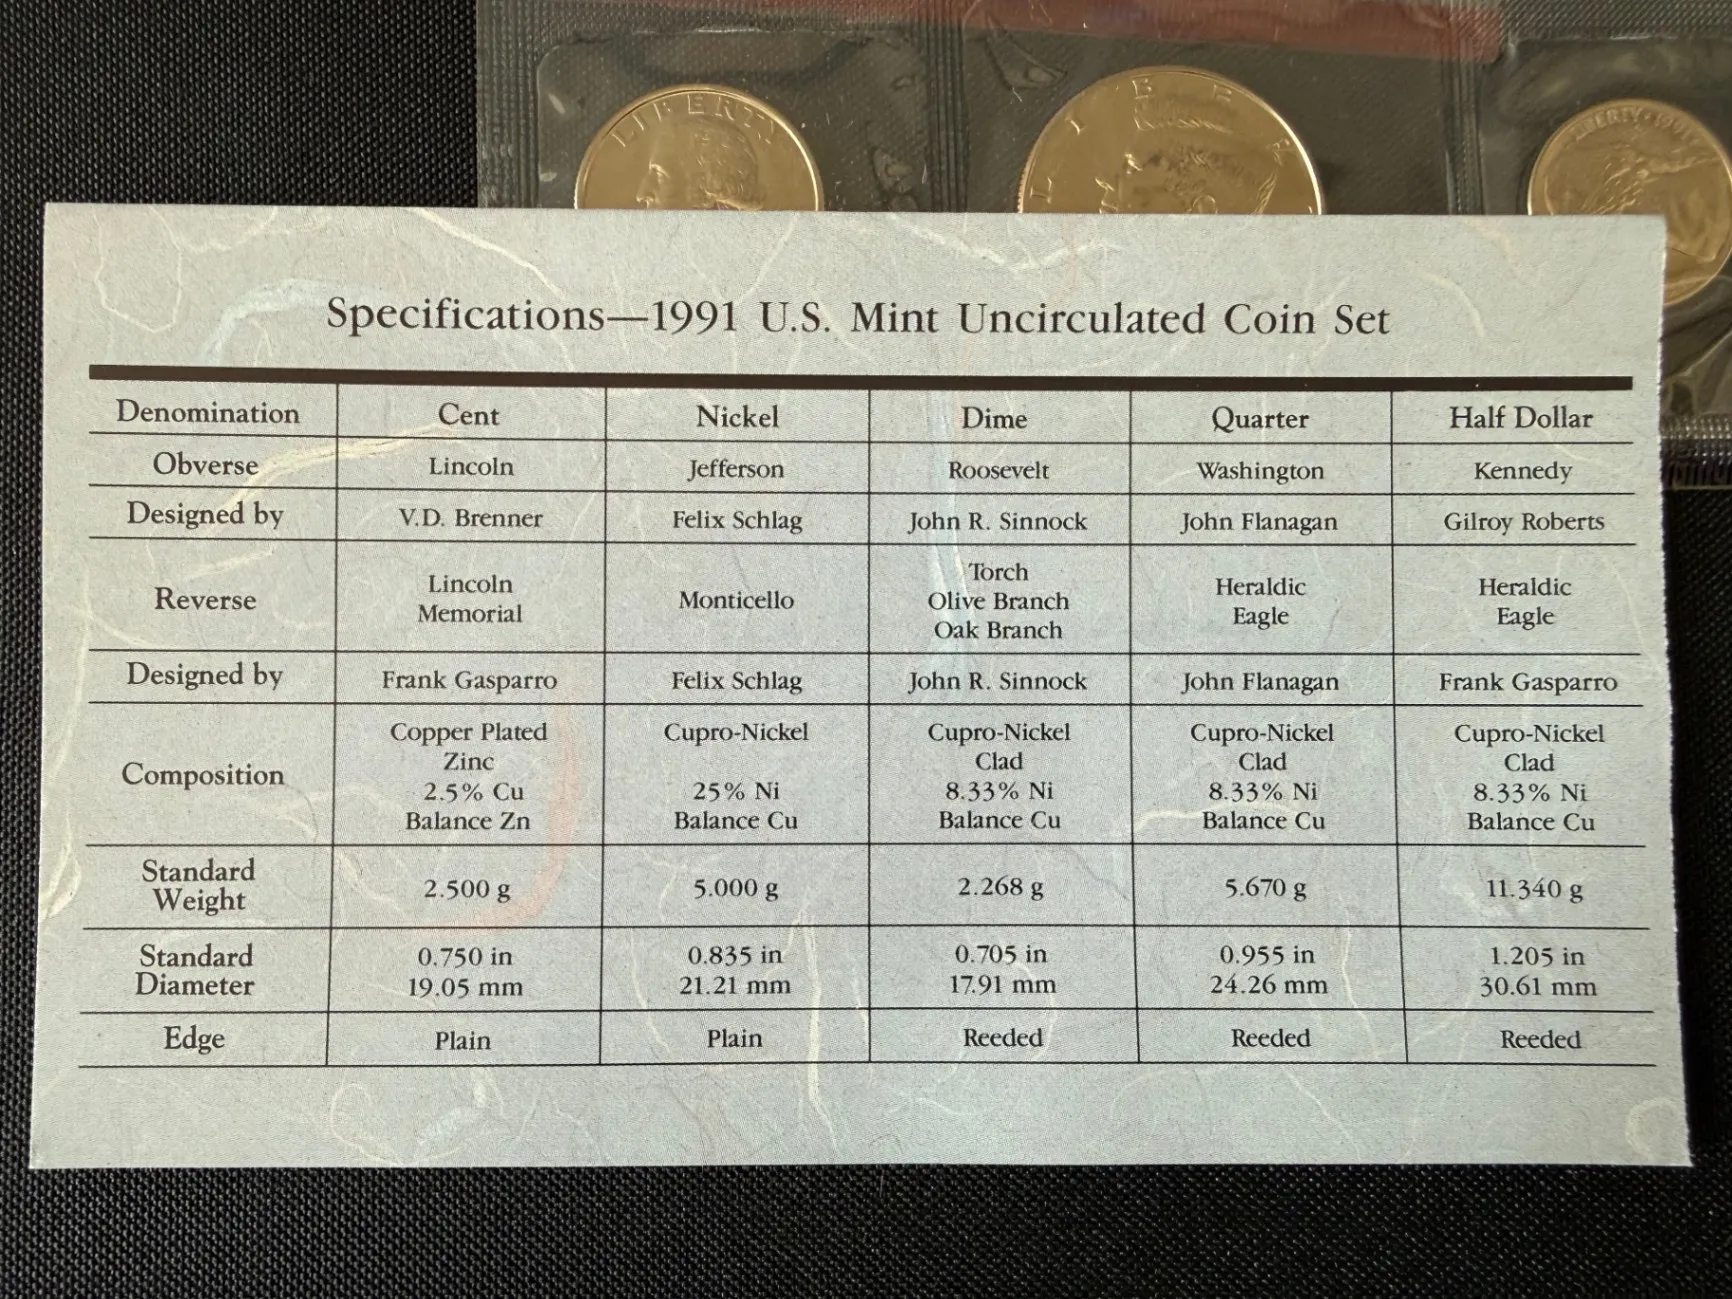 LIBERTY
LIBER
LIBERTY • 1991
Specifications—1991 U.S. Mint Uncirculated Coin Set
Denomination Cent Nickel Dime Quarter Half Dollar
Obverse Lincoln Jefferson Roosevelt Washington Kennedy
Designed by V.D. Brenner Felix Schlag John R. Sinnock John Flanagan Gilroy Roberts
Reverse Lincoln Memorial Monticello Torch Olive Branch Oak Branch Heraldic Eagle Heraldic Eagle
Designed by Frank Gasparro Felix Schlag John R. Sinnock John Flanagan Frank Gasparro
Composition Copper Plated Zinc 2.5% Cu Balance Zn Cupro-Nickel 25% Ni Balance Cu Cupro-Nickel Clad 8.33% Ni Balance Cu Cupro-Nickel Clad 8.33% Ni Balance Cu Cupro-Nickel Clad 8.33% Ni Balance Cu
Standard Weight 2.500 g 5.000 g 2.268 g 5.670 g 11.340 g
Standard Diameter 0.750 in 19.05 mm 0.835 in 21.21 mm 0.705 in 17.91 mm 0.955 in 24.26 mm 1.205 in 30.61 mm
Edge Plain Plain Reeded Reeded Reeded